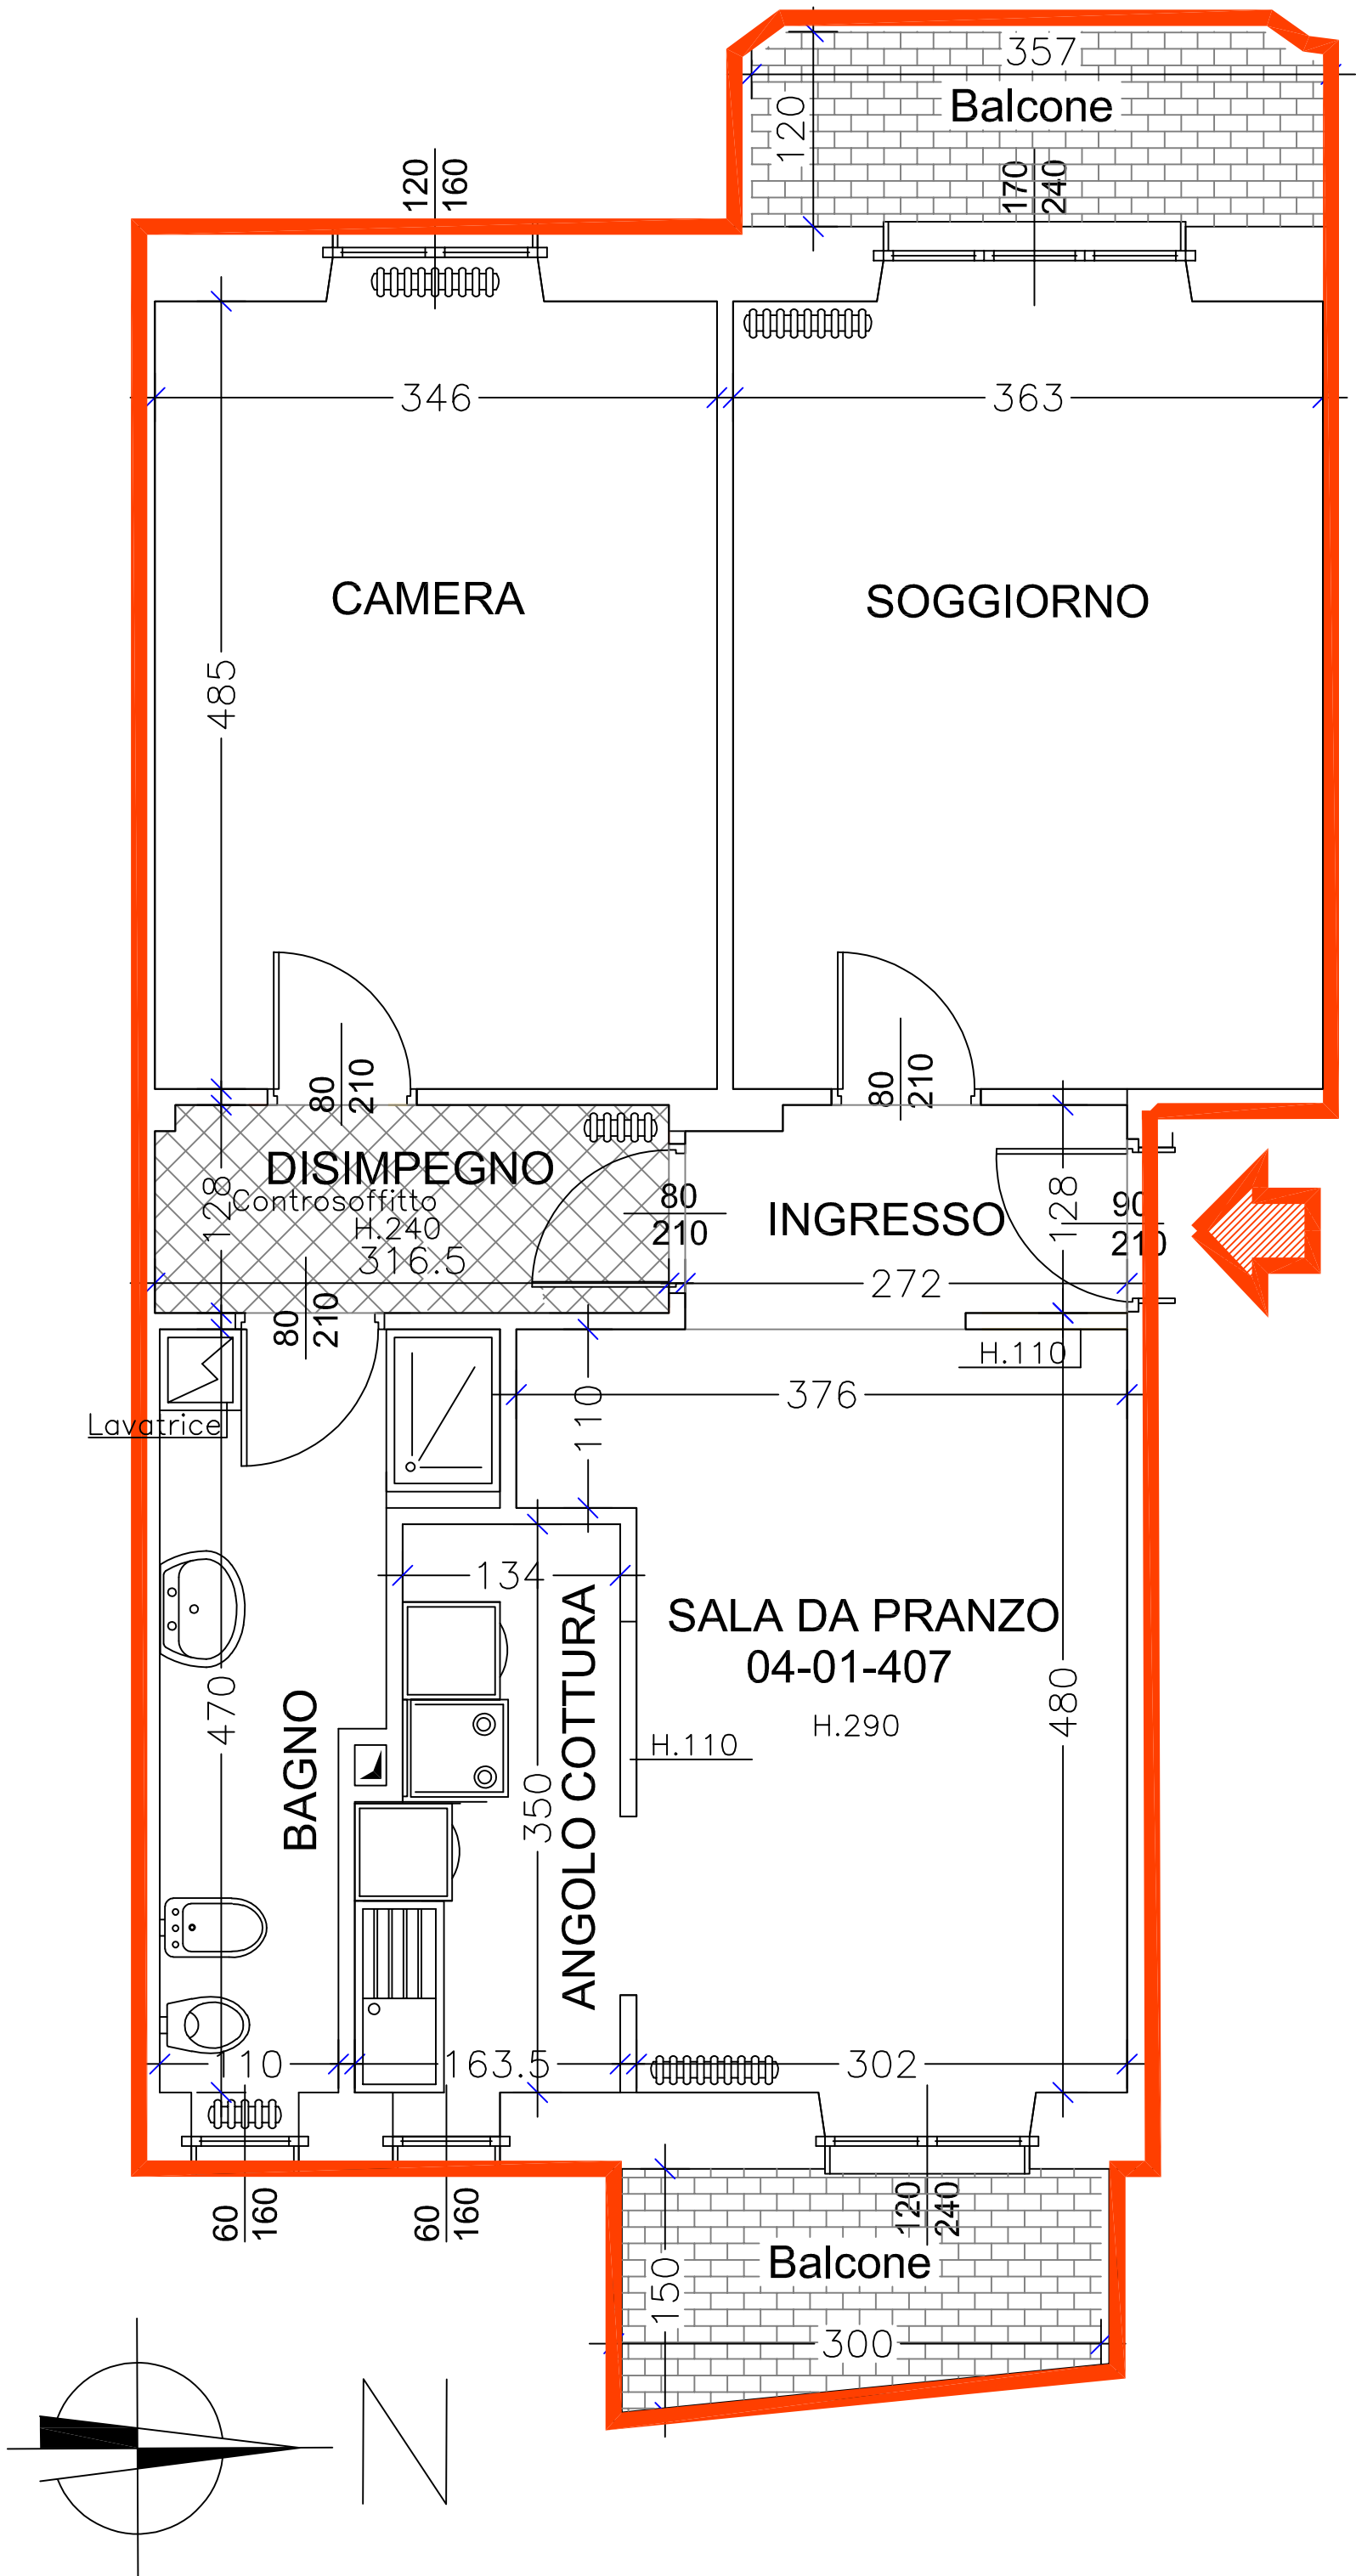 357
Balcone
120
120
160
170
240
346
363
CAMERA
SOGGIORNO
485
80
210
80
210
DISIMPEGNO
Controsoffitto
H.240
316.5
128
80
210
INGRESSO
128
90
210
272
80
210
H.110
376
110
Lavatrice
134
SALA DA PRANZO
04-01-407
H.290
H.110
470
BAGNO
350
ANGOLO COTTURA
480
110
163.5
302
60
160
60
160
120
240
Balcone
150
300
N